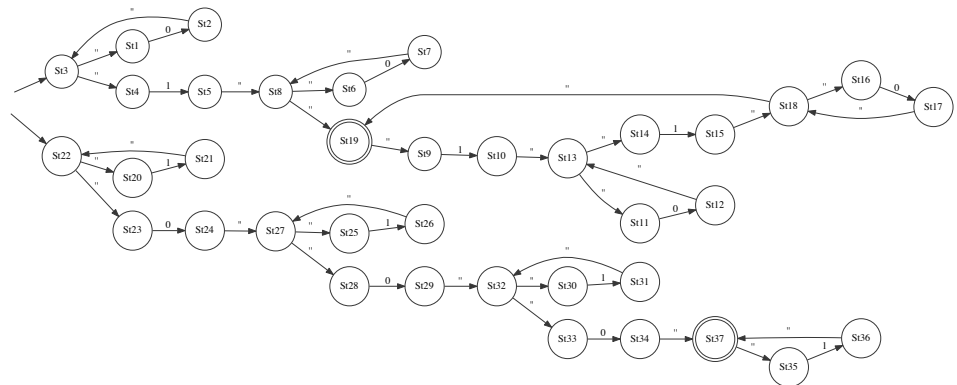 "
St2
"
St1
0
St3
St7
"
"
St4
1
St5
"
St8
"
St6
0
"
St16
"
0
St18
St17
"
"
St19
"
St9
1
St10
"
St13
"
St14
1
St15
"
"
"
St11
0
St12
St22
"
St21
"
St20
1
"
St23
0
St24
"
St27
"
St26
"
St25
1
"
St28
0
St29
"
St32
"
St31
"
St30
1
"
St33
0
St34
"
St37
"
St36
"
St35
1